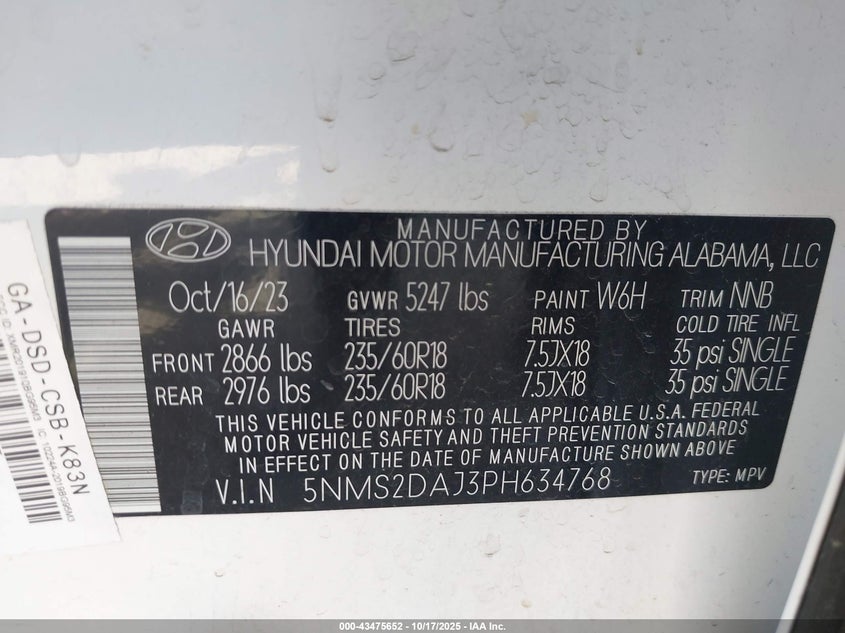 MANUFACTURED BY
HYUNDAI MOTOR MANUFACTURING ALABAMA, LLC
Oct/16/23 GVWR 5247 lbs PAINT W6H TRIM NNB
GAWR TIRES RIMS COLD TIRE INFL
FRONT 2866 lbs 235/60R18 7.5JX18 35 psi SINGLE
REAR 2976 lbs 235/60R18 7.5JX18 35 psi SINGLE
THIS VEHICLE CONFORMS TO ALL APPLICABLE U.S.A. FEDERAL
MOTOR VEHICLE SAFETY AND THEFT PREVENTION STANDARDS
IN EFFECT ON THE DATE OF MANUFACTURE SHOWN ABOVE
V.I.N 5NMS2DAJ3PH634768 TYPE: MPV
GA-DSD-CSB-K83N
000-43475652 - 10/17/2025 - IAA Inc.